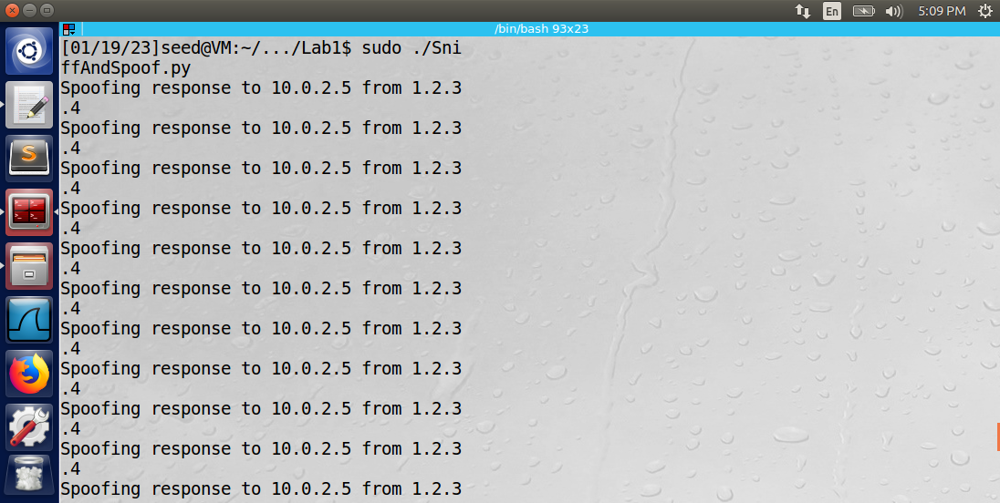 En
5:09 PM
/bin/bash 93x23
[01/19/23]seed@VM:~/.../Lab1$ sudo ./Sni
ffAndSpoof.py
Spoofing response to 10.0.2.5 from 1.2.3
.4
Spoofing response to 10.0.2.5 from 1.2.3
.4
Spoofing response to 10.0.2.5 from 1.2.3
.4
Spoofing response to 10.0.2.5 from 1.2.3
.4
Spoofing response to 10.0.2.5 from 1.2.3
.4
Spoofing response to 10.0.2.5 from 1.2.3
.4
Spoofing response to 10.0.2.5 from 1.2.3
.4
Spoofing response to 10.0.2.5 from 1.2.3
.4
Spoofing response to 10.0.2.5 from 1.2.3
.4
Spoofing response to 10.0.2.5 from 1.2.3
.4
Spoofing response to 10.0.2.5 from 1.2.3